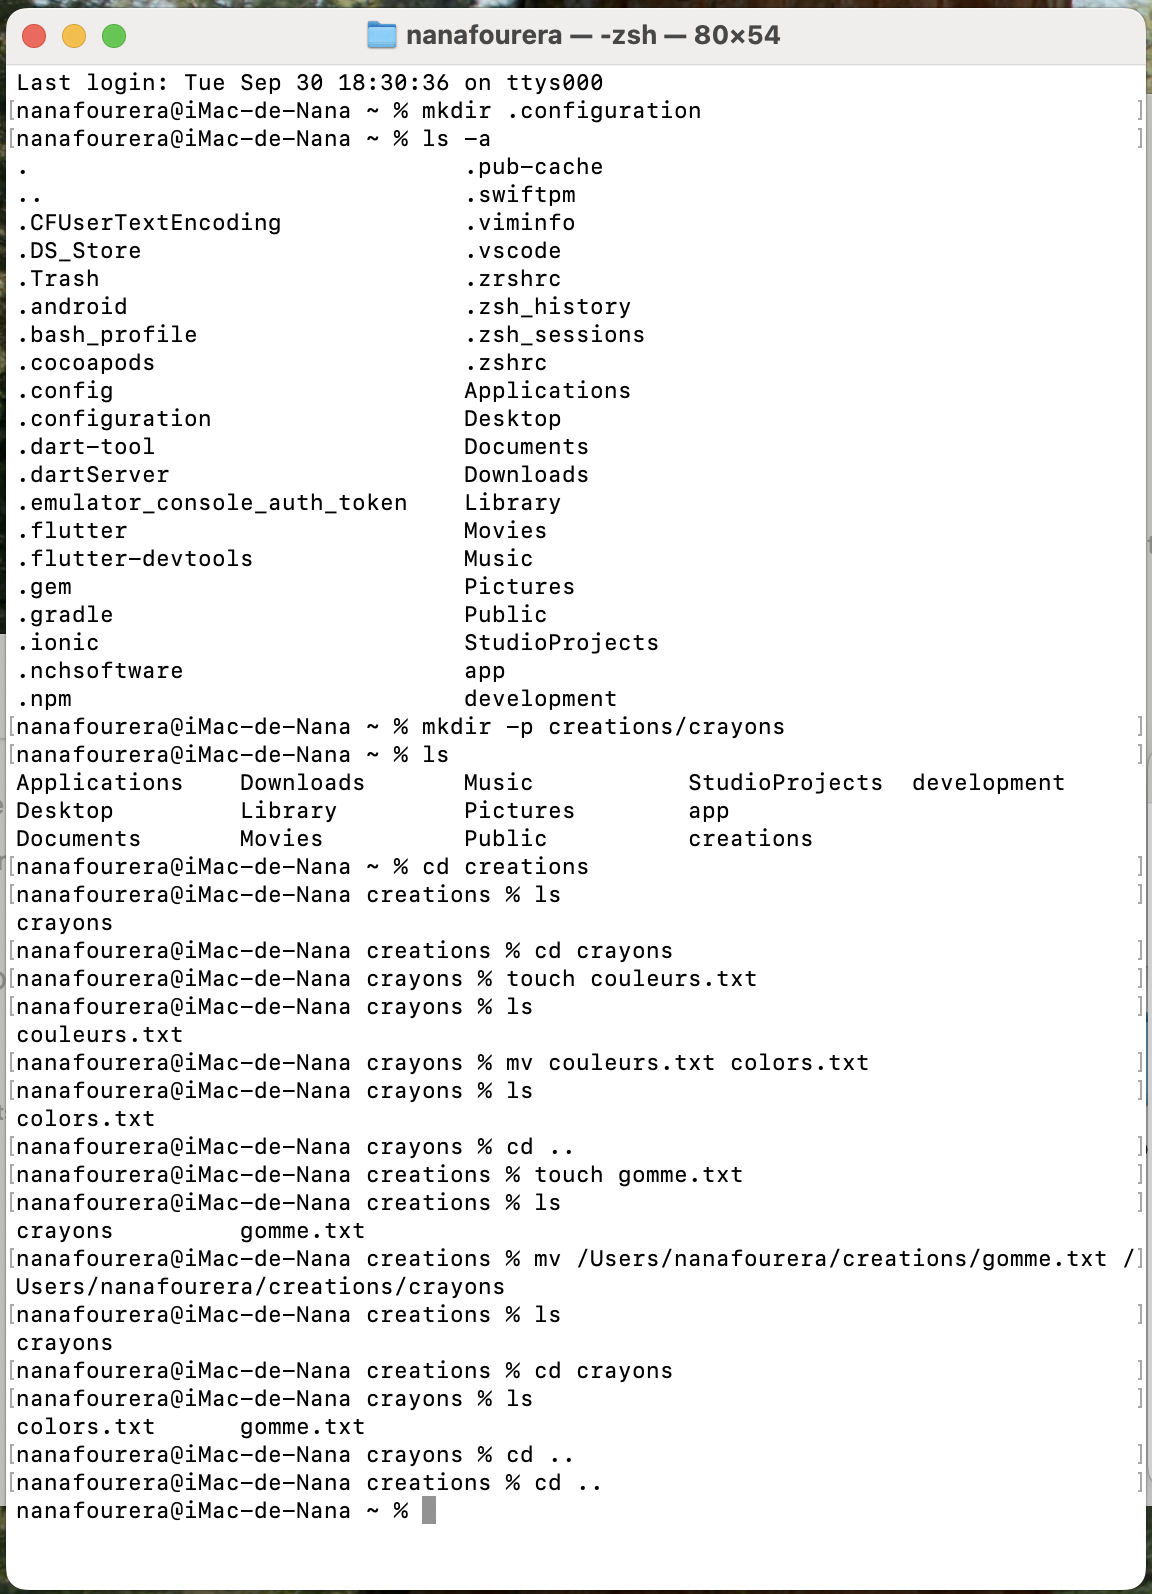 nanafourera — -zsh — 80×54
Last login: Tue Sep 30 18:30:36 on ttys000
[nanafourera@iMac-de-Nana ~ % mkdir .configuration ]
[nanafourera@iMac-de-Nana ~ % ls -a ]
. .pub-cache
.. .swiftpm
.CFUserTextEncoding .viminfo
.DS_Store .vscode
.Trash .zrshrc
.android .zsh_history
.bash_profile .zsh_sessions
.cocoapods .zshrc
.config Applications
.configuration Desktop
.dart-tool Documents
.dartServer Downloads
.emulator_console_auth_token Library
.flutter Movies
.flutter-devtools Music
.gem Pictures
.gradle Public
.ionic StudioProjects
.nchsoftware app
.npm development
[nanafourera@iMac-de-Nana ~ % mkdir -p creations/crayons ]
[nanafourera@iMac-de-Nana ~ % ls ]
Applications Downloads Music StudioProjects development
Desktop Library Pictures app
Documents Movies Public creations
[nanafourera@iMac-de-Nana ~ % cd creations ]
[nanafourera@iMac-de-Nana creations % ls ]
crayons
[nanafourera@iMac-de-Nana creations % cd crayons ]
[nanafourera@iMac-de-Nana crayons % touch couleurs.txt ]
[nanafourera@iMac-de-Nana crayons % ls ]
couleurs.txt
[nanafourera@iMac-de-Nana crayons % mv couleurs.txt colors.txt ]
[nanafourera@iMac-de-Nana crayons % ls ]
colors.txt
[nanafourera@iMac-de-Nana crayons % cd .. ]
[nanafourera@iMac-de-Nana creations % touch gomme.txt ]
[nanafourera@iMac-de-Nana creations % ls ]
crayons gomme.txt
[nanafourera@iMac-de-Nana creations % mv /Users/nanafourera/creations/gomme.txt /]
Users/nanafourera/creations/crayons
[nanafourera@iMac-de-Nana creations % ls ]
crayons
[nanafourera@iMac-de-Nana creations % cd crayons ]
[nanafourera@iMac-de-Nana crayons % ls ]
colors.txt gomme.txt
[nanafourera@iMac-de-Nana crayons % cd .. ]
[nanafourera@iMac-de-Nana creations % cd .. ]
nanafourera@iMac-de-Nana ~ %